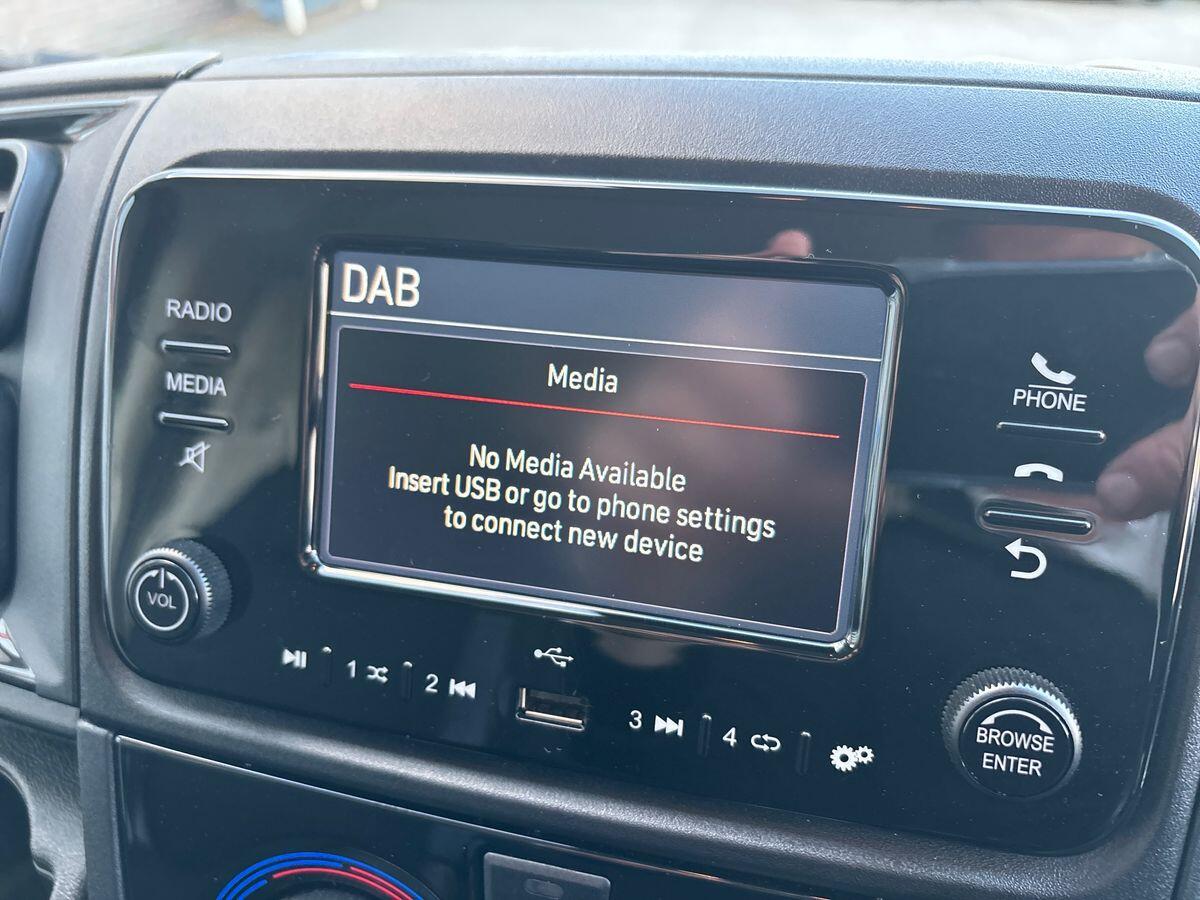 DAB
RADIO
Media
MEDIA
PHONE
No Media Available
Insert USB or go to phone settings
to connect new device
VOL
1
2
3
4
BROWSE
ENTER